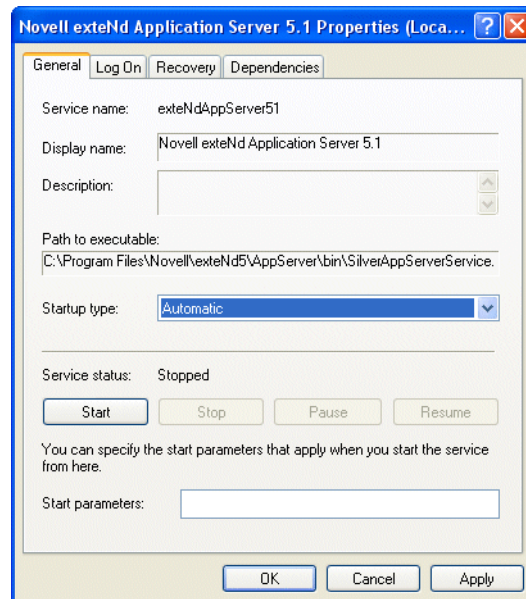 Novell exteNd Application Server 5.1 Properties (Loca...
General Log On Recovery Dependencies
Service name: exteNdAppServer51
Display name: Novell exteNd Application Server 5.1
Description:
Path to executable:
C:\Program Files\Novell\exteNd5\AppServer\bin\SilverAppServerService.
Startup type: Automatic
Service status: Stopped
Start Stop Pause Resume
You can specify the start parameters that apply when you start the service
from here.
Start parameters:
OK Cancel Apply